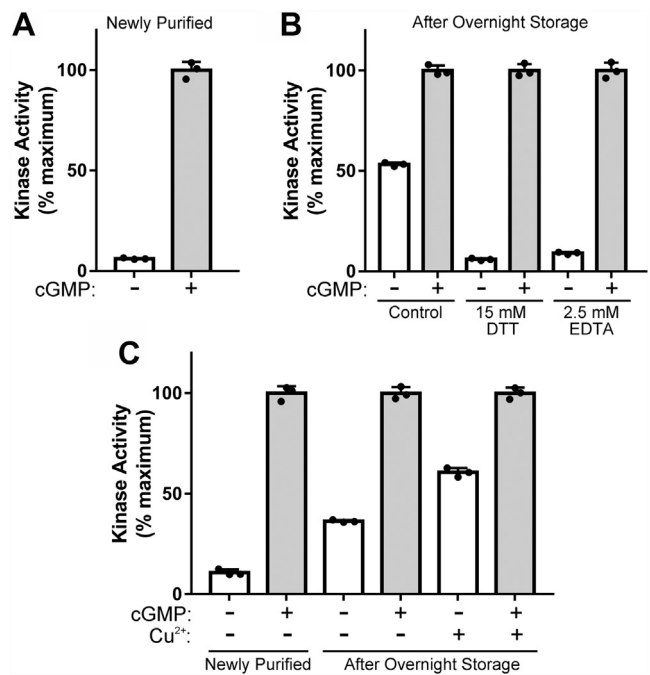 A
Newly Purified
Kinase Activity
(% maximum)
100
50
0
cGMP:
-
+
B
After Overnight Storage
Kinase Activity
(% maximum)
100
50
0
cGMP:
- + - + - +
Control
15 mM
DTT
2.5 mM
EDTA
C
Kinase Activity
(% maximum)
100
50
0
cGMP: - + - + - +
Cu²⁺: - - - - + +
Newly Purified
After Overnight Storage